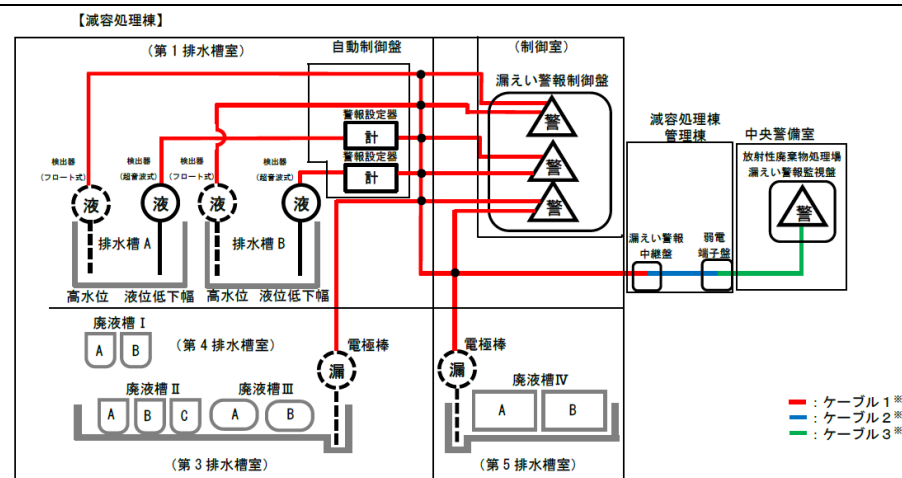 【減容処理棟】
(第1排水槽室)
自動制御盤
(制御室)
漏えい警報制御盤
警
警
警
警報設定器
計
警報設定器
計
検出器
(フロート式)
検出器
(超音波式)
検出器
(フロート式)
検出器
(超音波式)
液
液
液
液
排水槽A
排水槽B
高水位
液位低下幅
高水位
液位低下幅
減容処理棟
管理棟
漏えい警報
中継盤
弱電
端子盤
中央警備室
放射性廃棄物処理場
漏えい警報監視盤
警
廃液槽Ⅰ
A
B
(第4排水槽室)
電極棒
漏
廃液槽Ⅱ
A
B
C
廃液槽Ⅲ
A
B
(第3排水槽室)
電極棒
漏
廃液槽Ⅳ
A
B
(第5排水槽室)
:ケーブル1※
:ケーブル2※
:ケーブル3※